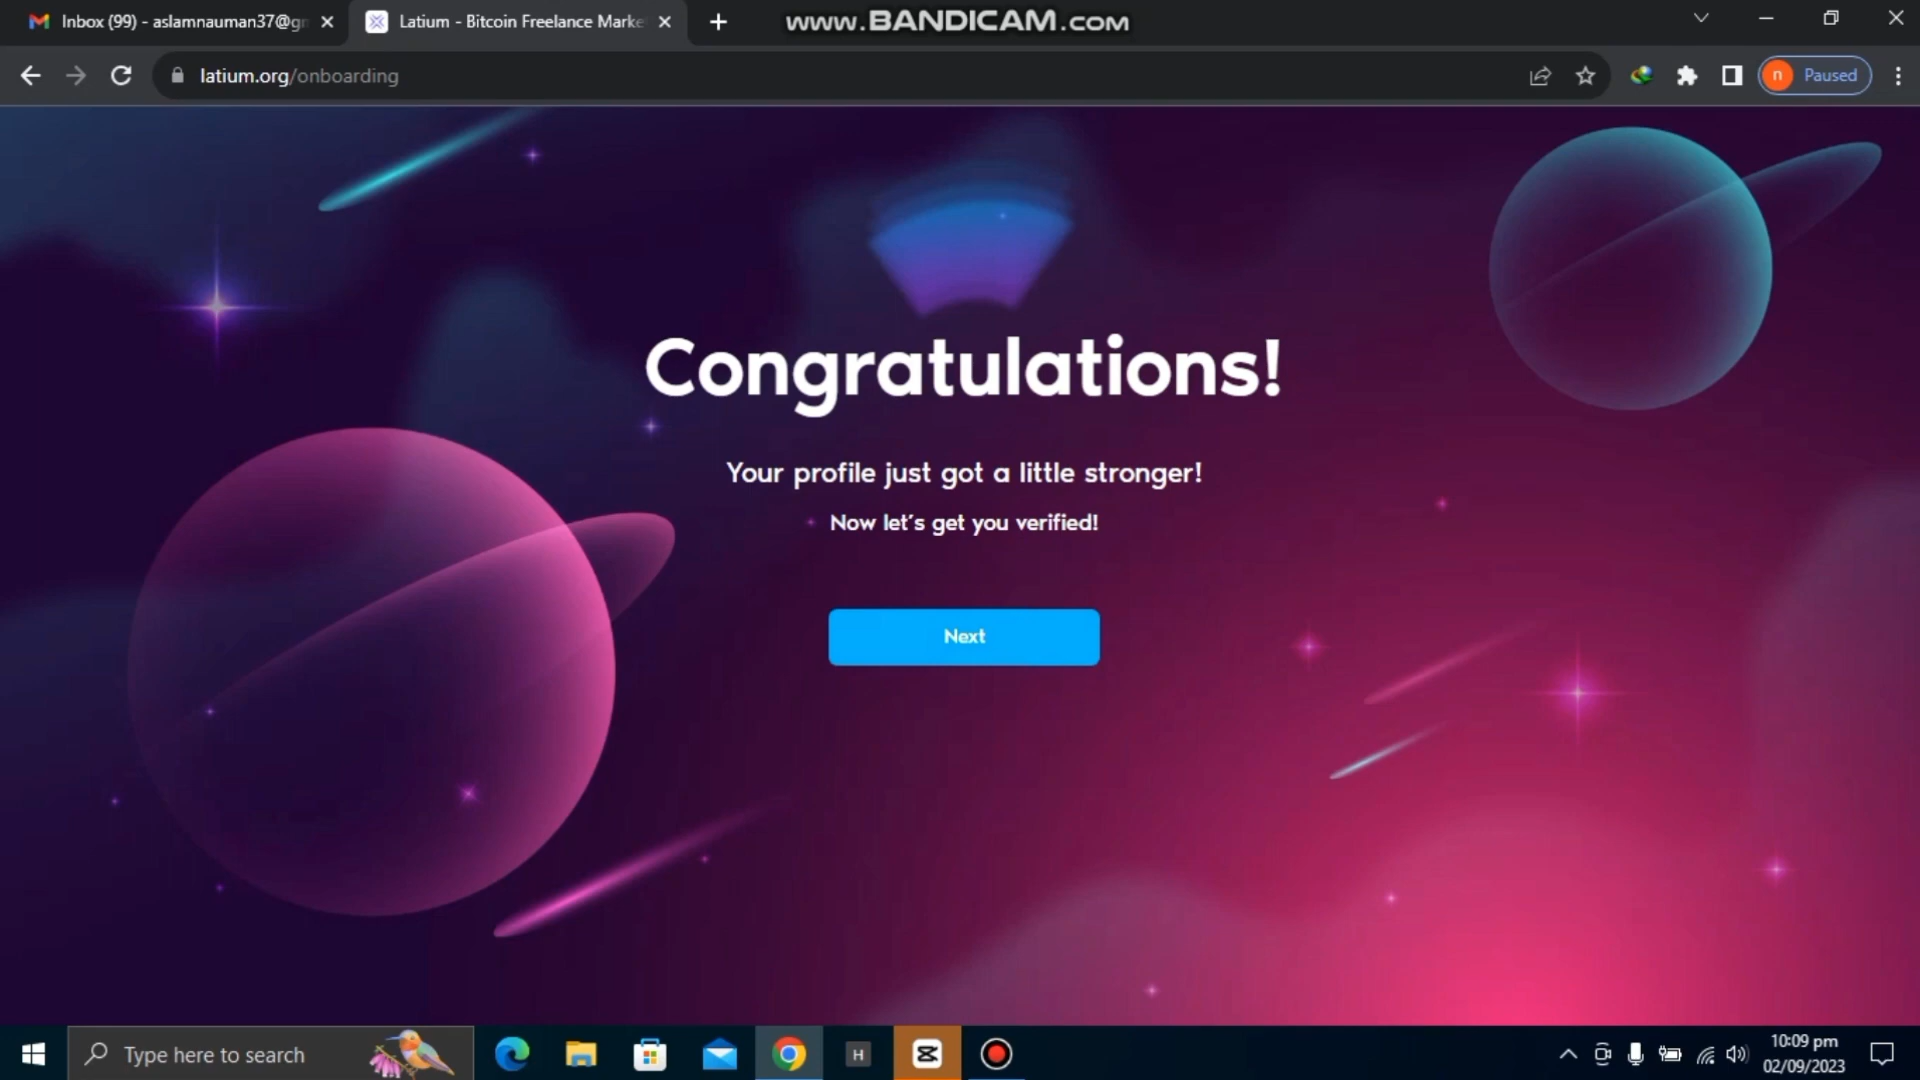 Inbox (99) - aslamnauman37@g
Latium - Bitcoin Freelance Marke
www.BANDICAM.com
latium.org/onboarding
n Paused
Congratulations!
Your profile just got a little stronger!
Now let's get you verified!
Next
Type here to search
H
10:09 pm
02/09/2023